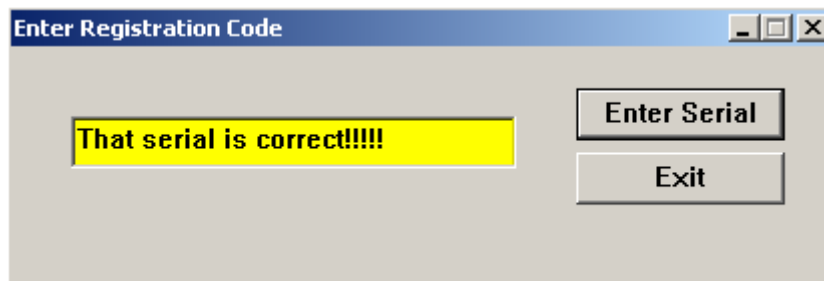 Enter Registration Code
That serial is correct!!!!!
Enter Serial
Exit